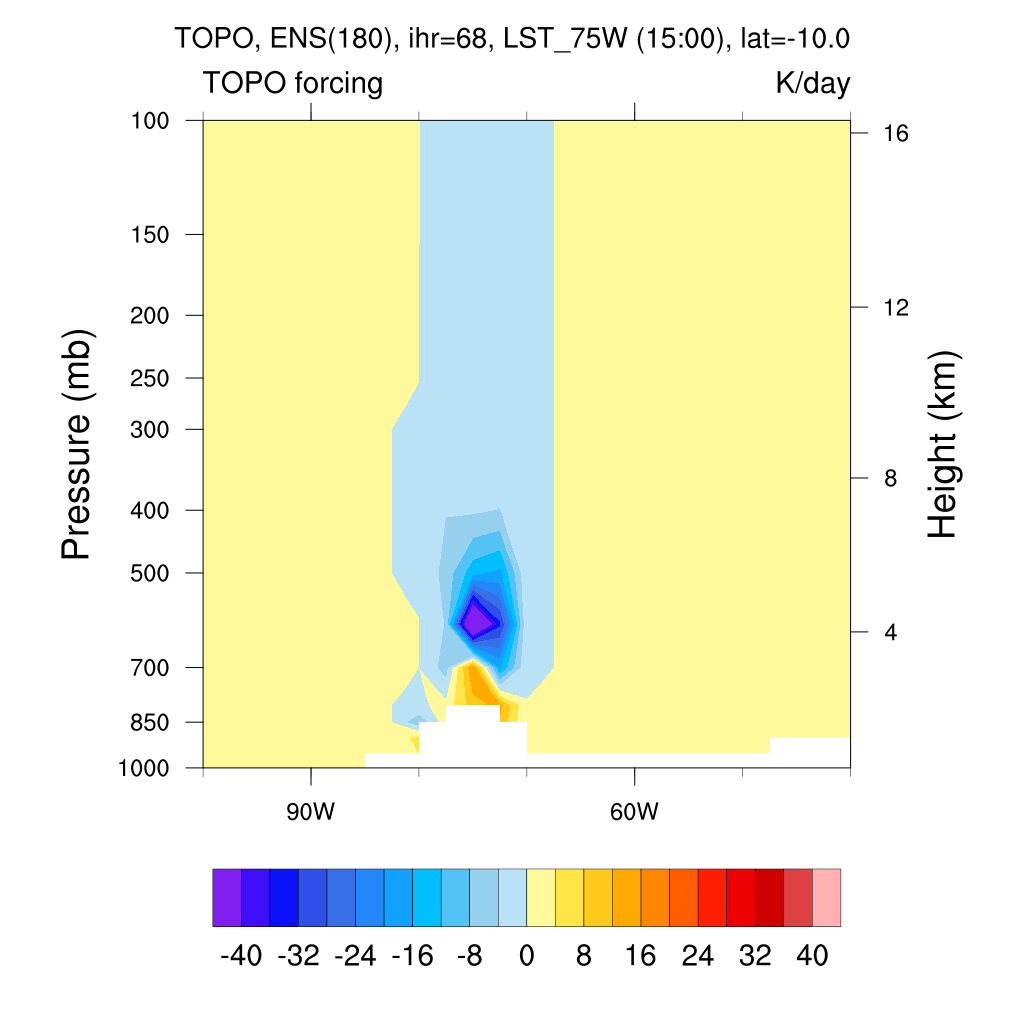 TOPO, ENS(180), ihr=68, LST_75W (15:00), lat=-10.0
TOPO forcing K/day
100
150
200
250
300
400
500
700
850
1000
Pressure (mb)
16
12
8
4
Height (km)
90W 60W
-40 -32 -24 -16 -8 0 8 16 24 32 40